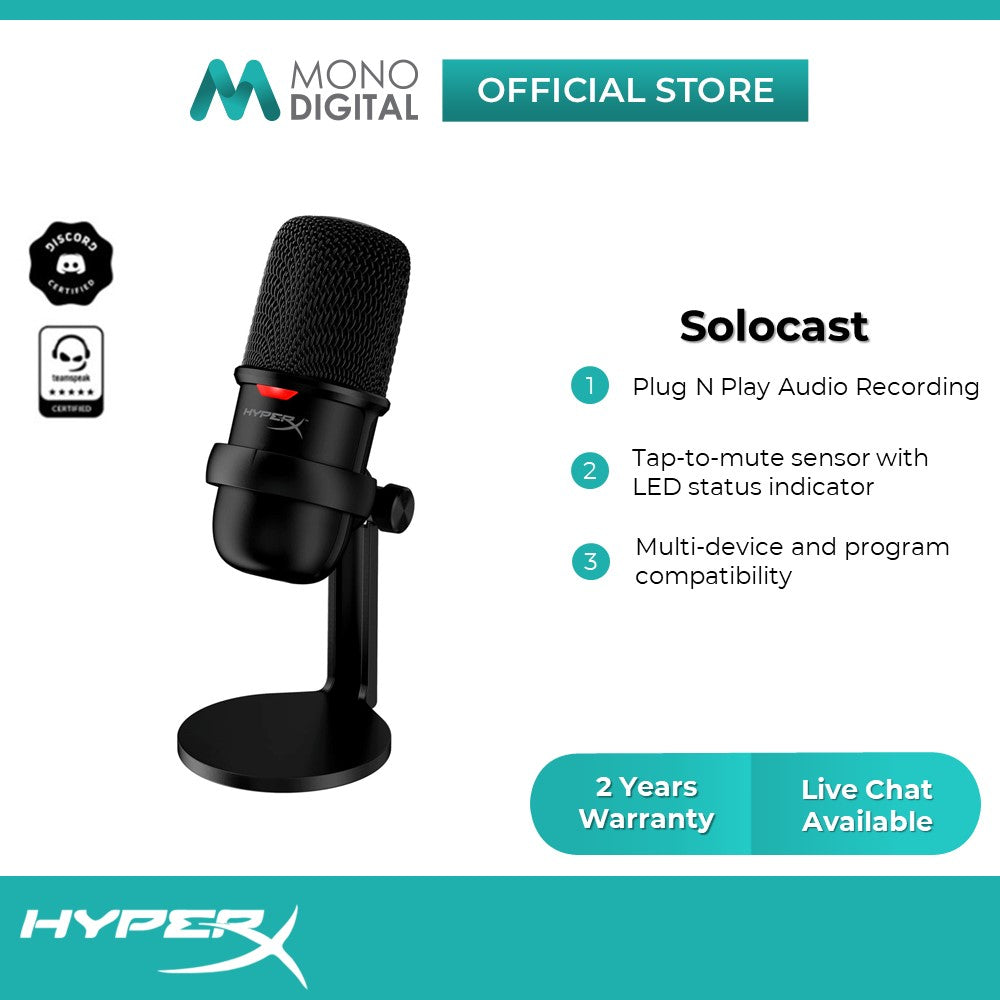 MONO
DIGITAL
OFFICIAL STORE
DISCORD
CERTIFIED
teamspeak
CERTIFIED
HYPERX
Solocast
1 Plug N Play Audio Recording
2 Tap-to-mute sensor with
LED status indicator
3 Multi-device and program
compatibility
2 Years
Warranty
Live Chat
Available
HYPERX